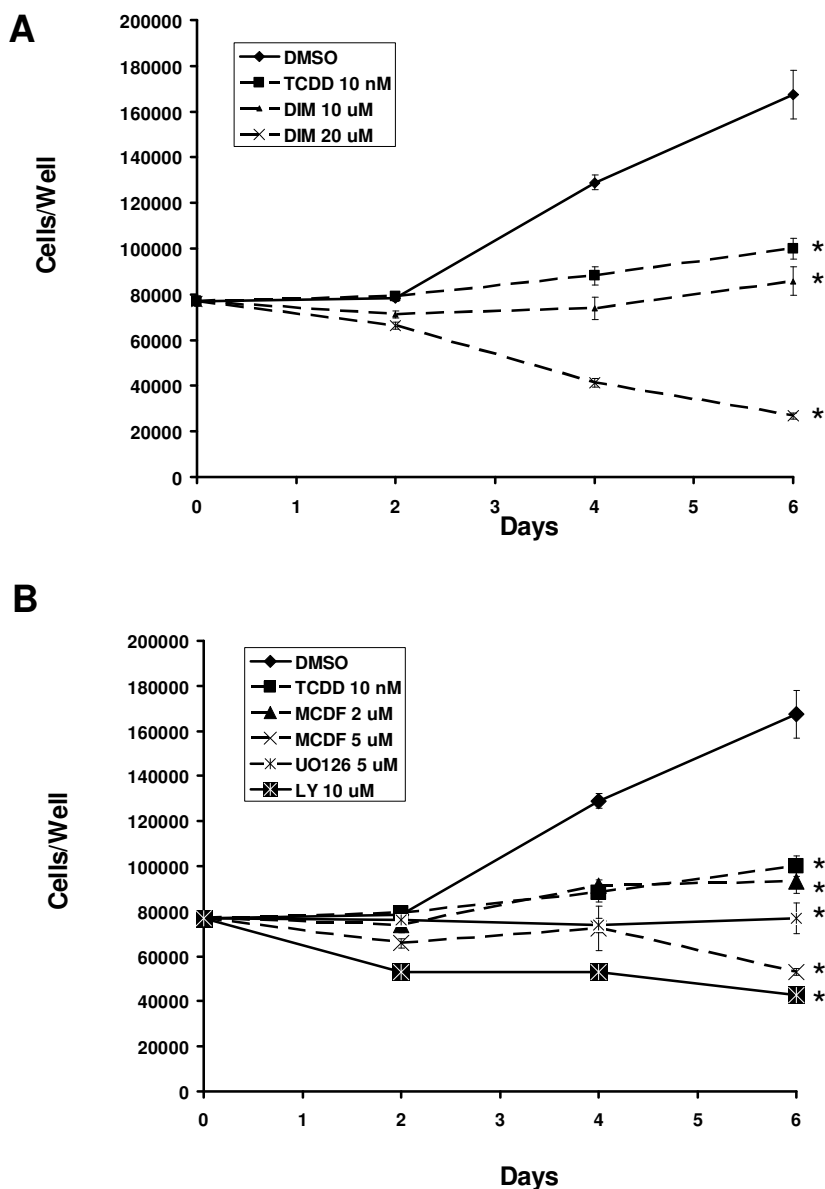 A
200000
180000
160000
140000
120000
100000
80000
60000
40000
20000
0
Cells/Well
DMSO
TCDD 10 nM
DIM 10 uM
DIM 20 uM
*
*
*
0 1 2 3 4 5 6
Days
B
200000
180000
160000
140000
120000
100000
80000
60000
40000
20000
0
Cells/Well
DMSO
TCDD 10 nM
MCDF 2 uM
MCDF 5 uM
UO126 5 uM
LY 10 uM
*
*
*
*
*
0 1 2 3 4 5 6
Days